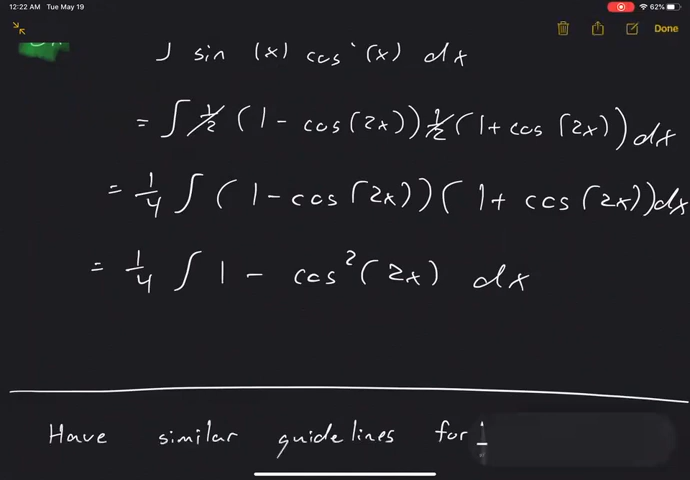 12:22 AM Tue May 19 62%
Done
∫ sin (x) cos (x) dx
= ∫ 1/2 (1 - cos(2x)) 1/2 (1 + cos(2x)) dx
= 1/4 ∫ (1 - cos(2x)) (1 + cos(2x)) dx
= 1/4 ∫ 1 - cos²(2x) dx
Have similar guidelines for